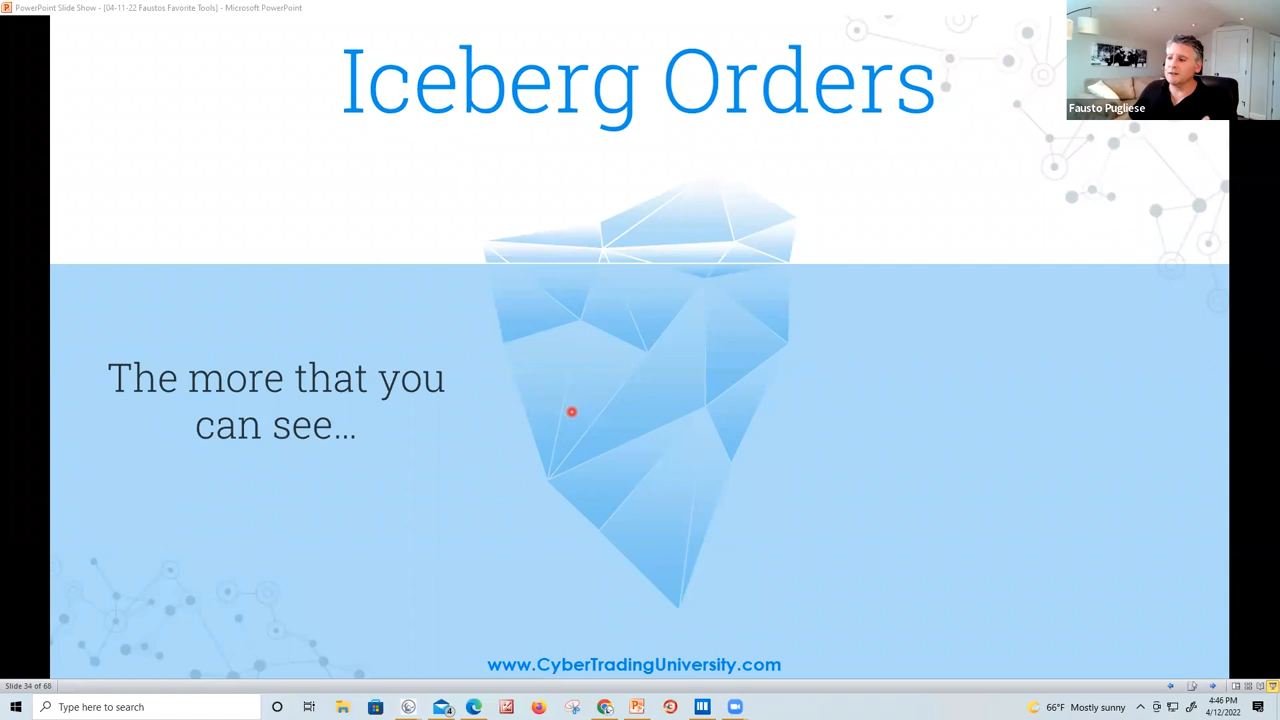 PowerPoint Slide Show - [04-11-22 Faustos Favorite Tools] - Microsoft PowerPoint
Iceberg Orders
Fausto Pugliese
The more that you
can see...
www.CyberTradingUniversity.com
Slide 34 of 68
Type here to search
4
66°F Mostly sunny
4:46 PM
4/12/2022